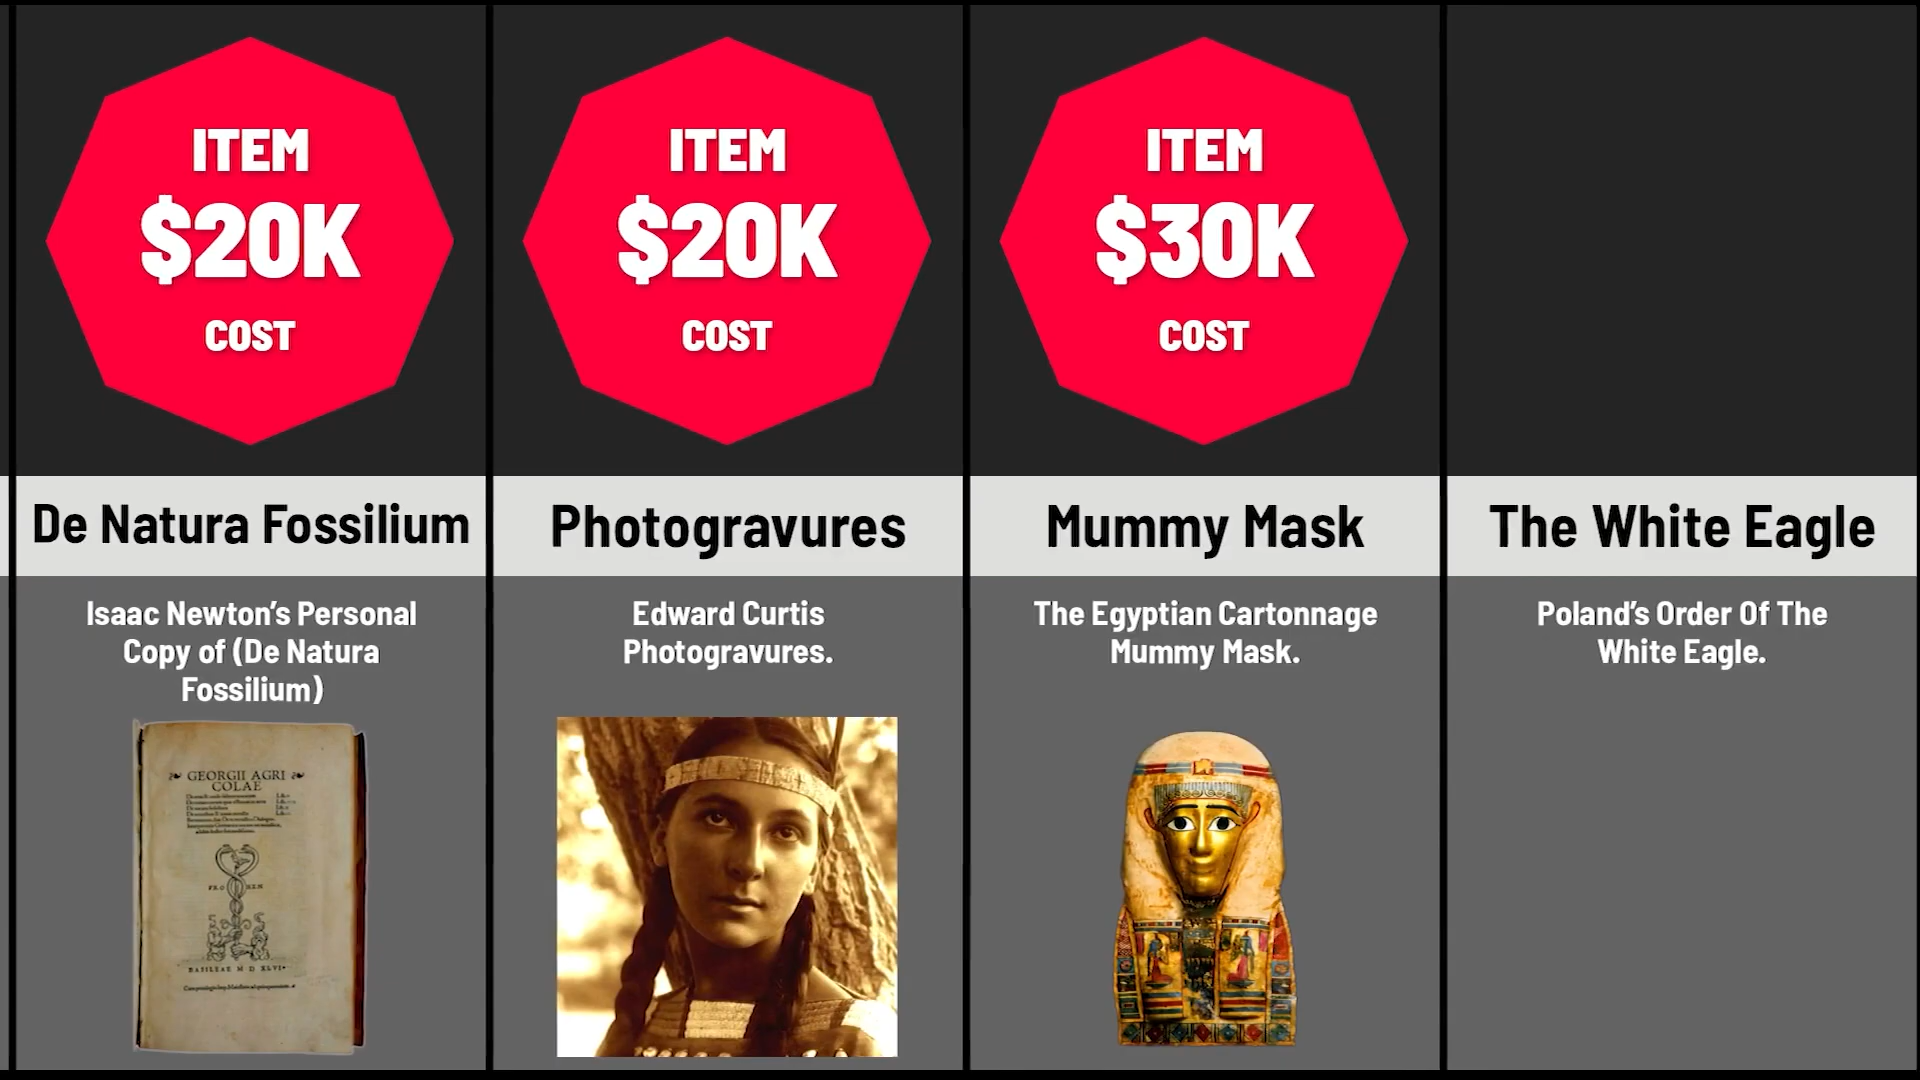 ITEM
$20K
COST
De Natura Fossilium
Isaac Newton's Personal
Copy of (De Natura
Fossilium)
GEORGII AGRI
COLAE
FRO BEN
BASILEAE M D XLVI
ITEM
$20K
COST
Photogravures
Edward Curtis
Photogravures.
ITEM
$30K
COST
Mummy Mask
The Egyptian Cartonnage
Mummy Mask.
The White Eagle
Poland's Order Of The
White Eagle.